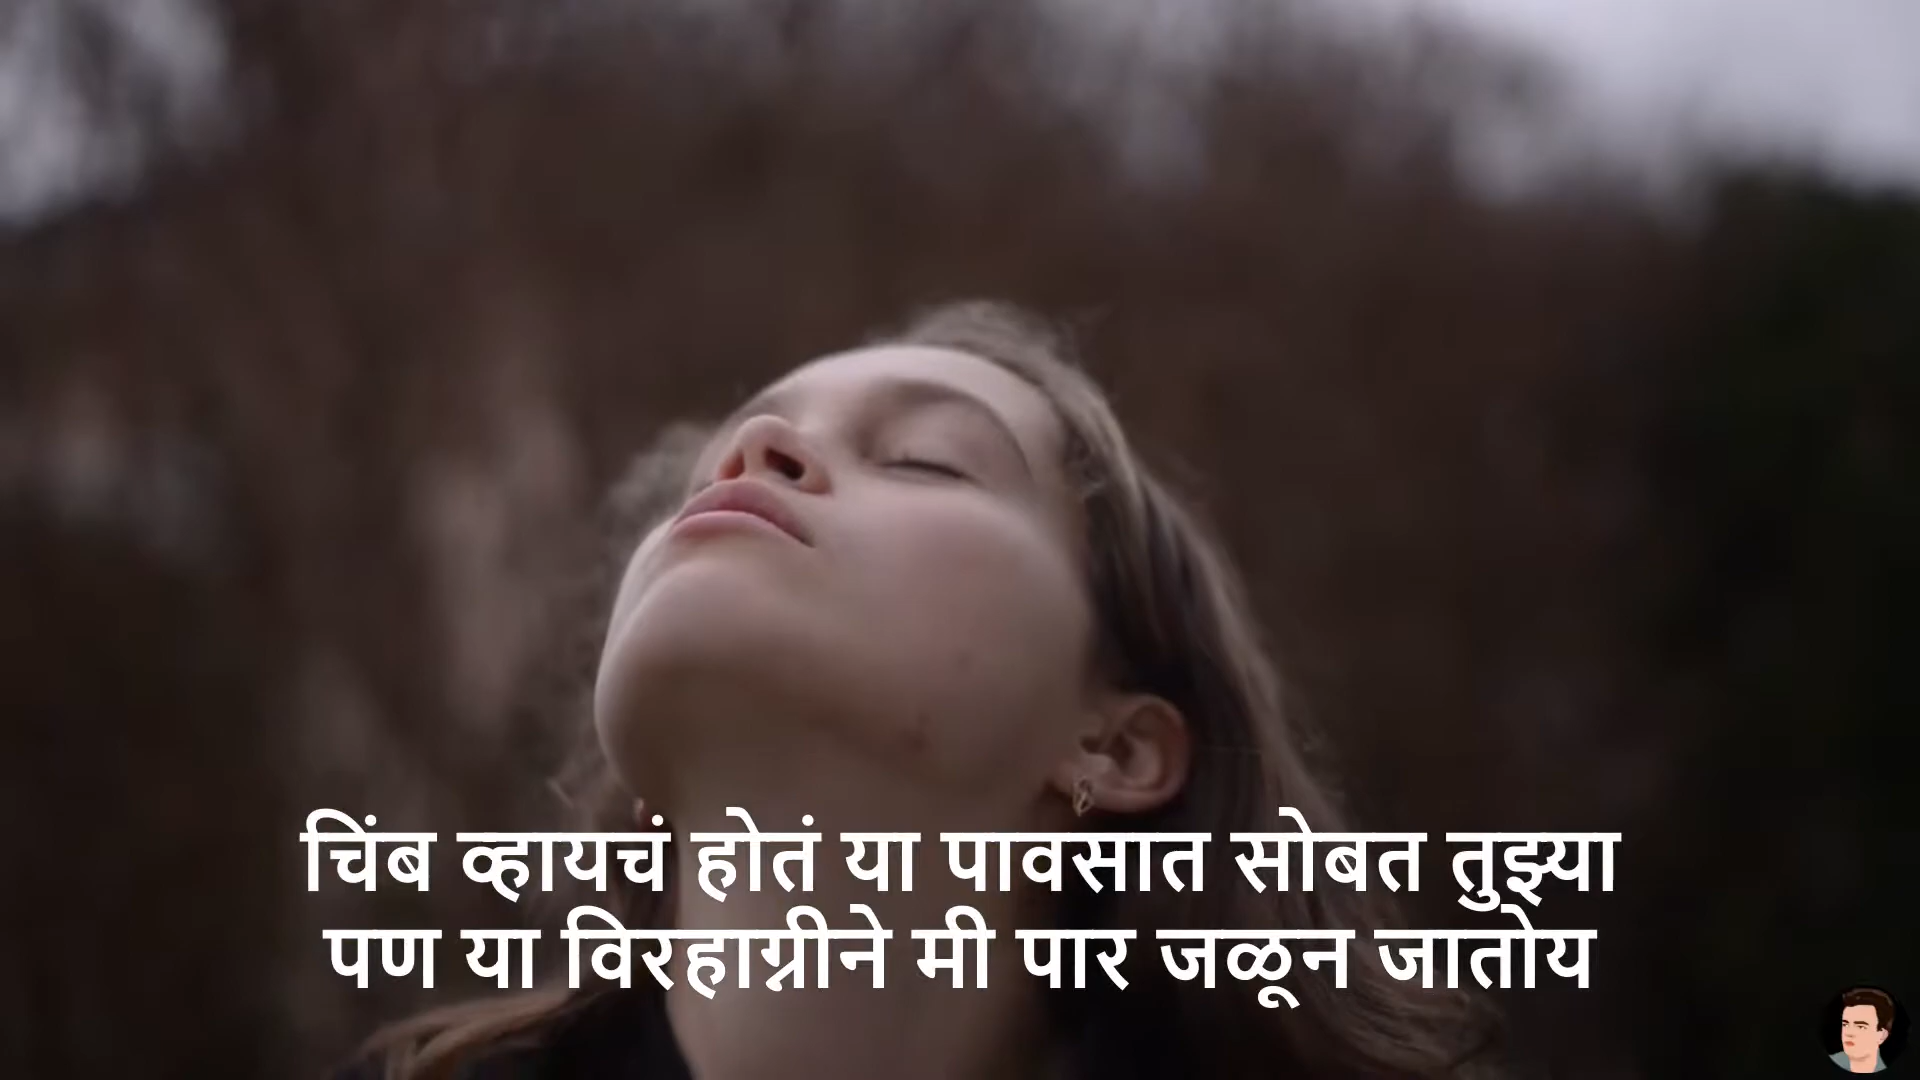 चिंब व्हायचं होतं या पावसात सोबत तुझ्या
पण या विरहाग्नीने मी पार जळून जातोय